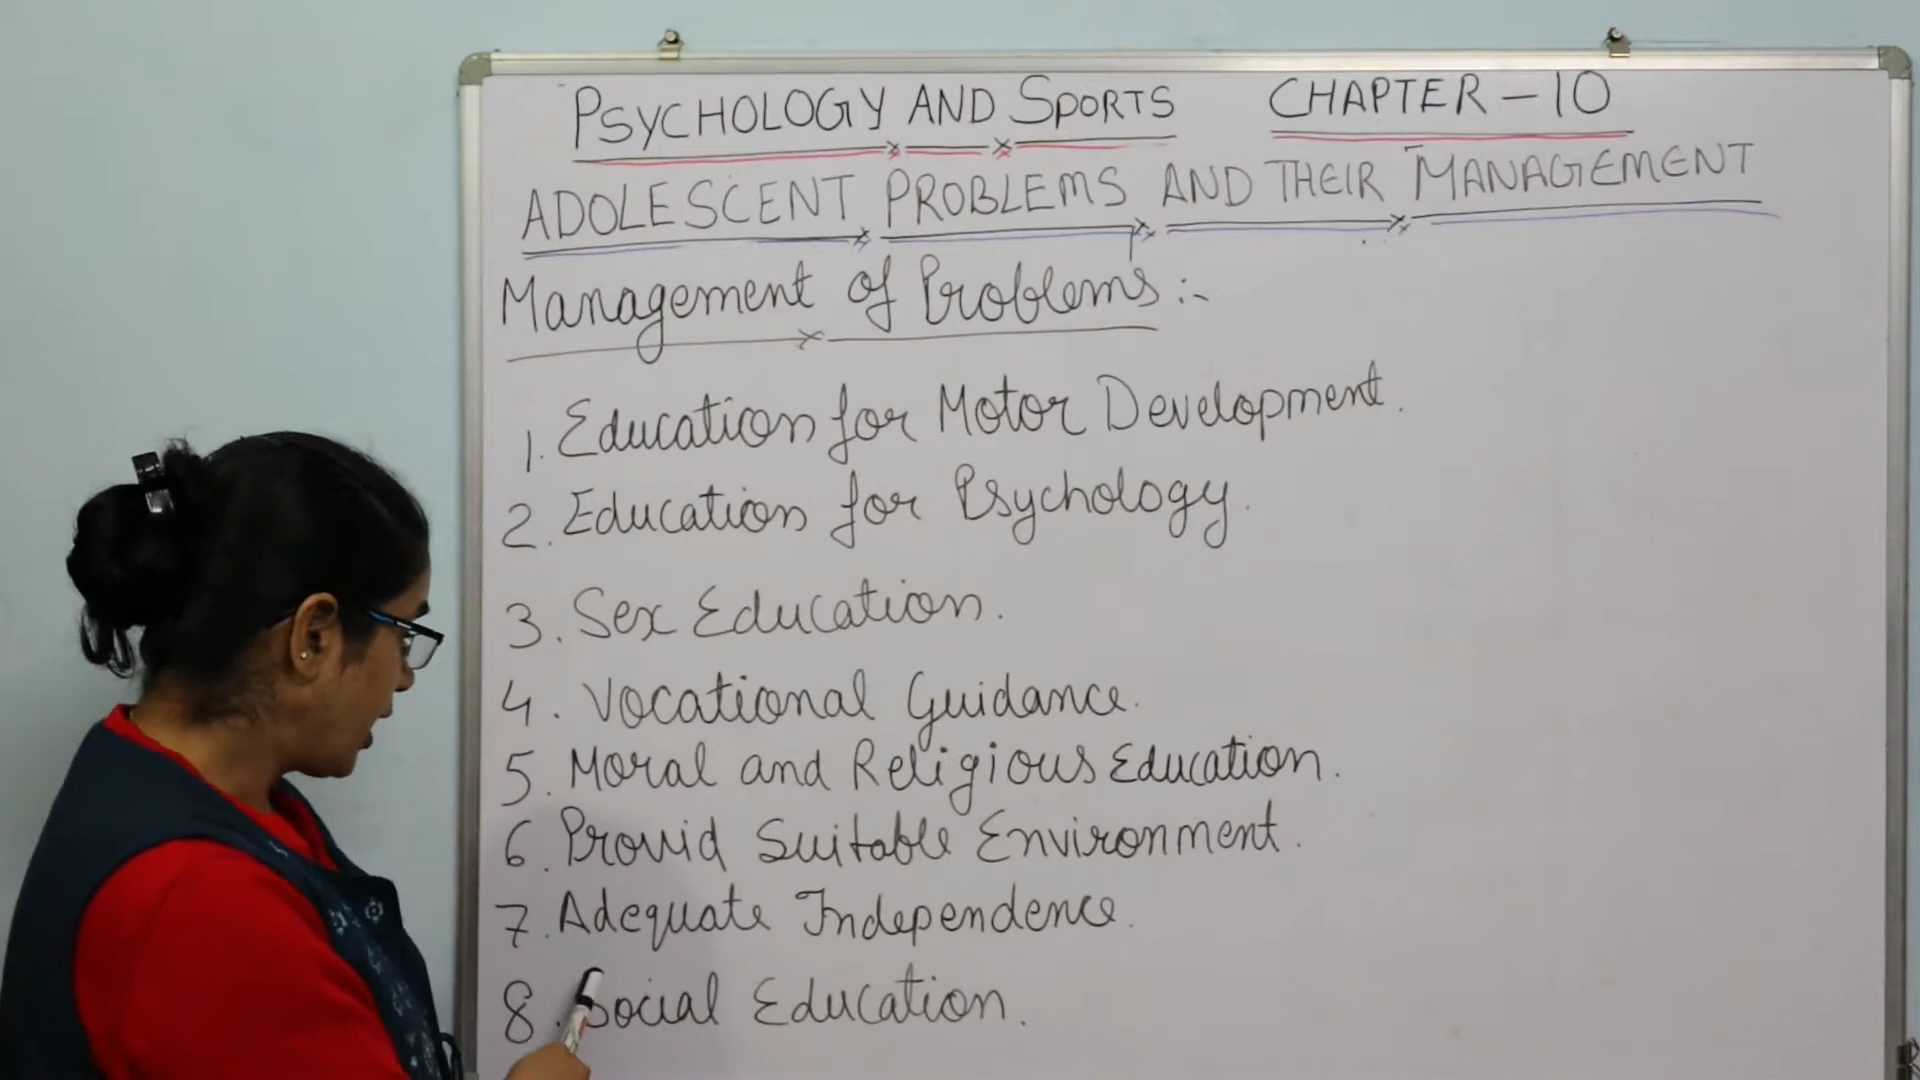 PSYCHOLOGY AND SPORTS CHAPTER-10
ADOLESCENT PROBLEMS AND THEIR MANAGEMENT
Management of Problems:-
1. Education for Motor Development.
2. Education for Psychology.
3. Sex Education.
4. Vocational Guidance.
5. Moral and Religious Education.
6. Provid Suitable Environment.
7. Adequate Independence.
8. Social Education.